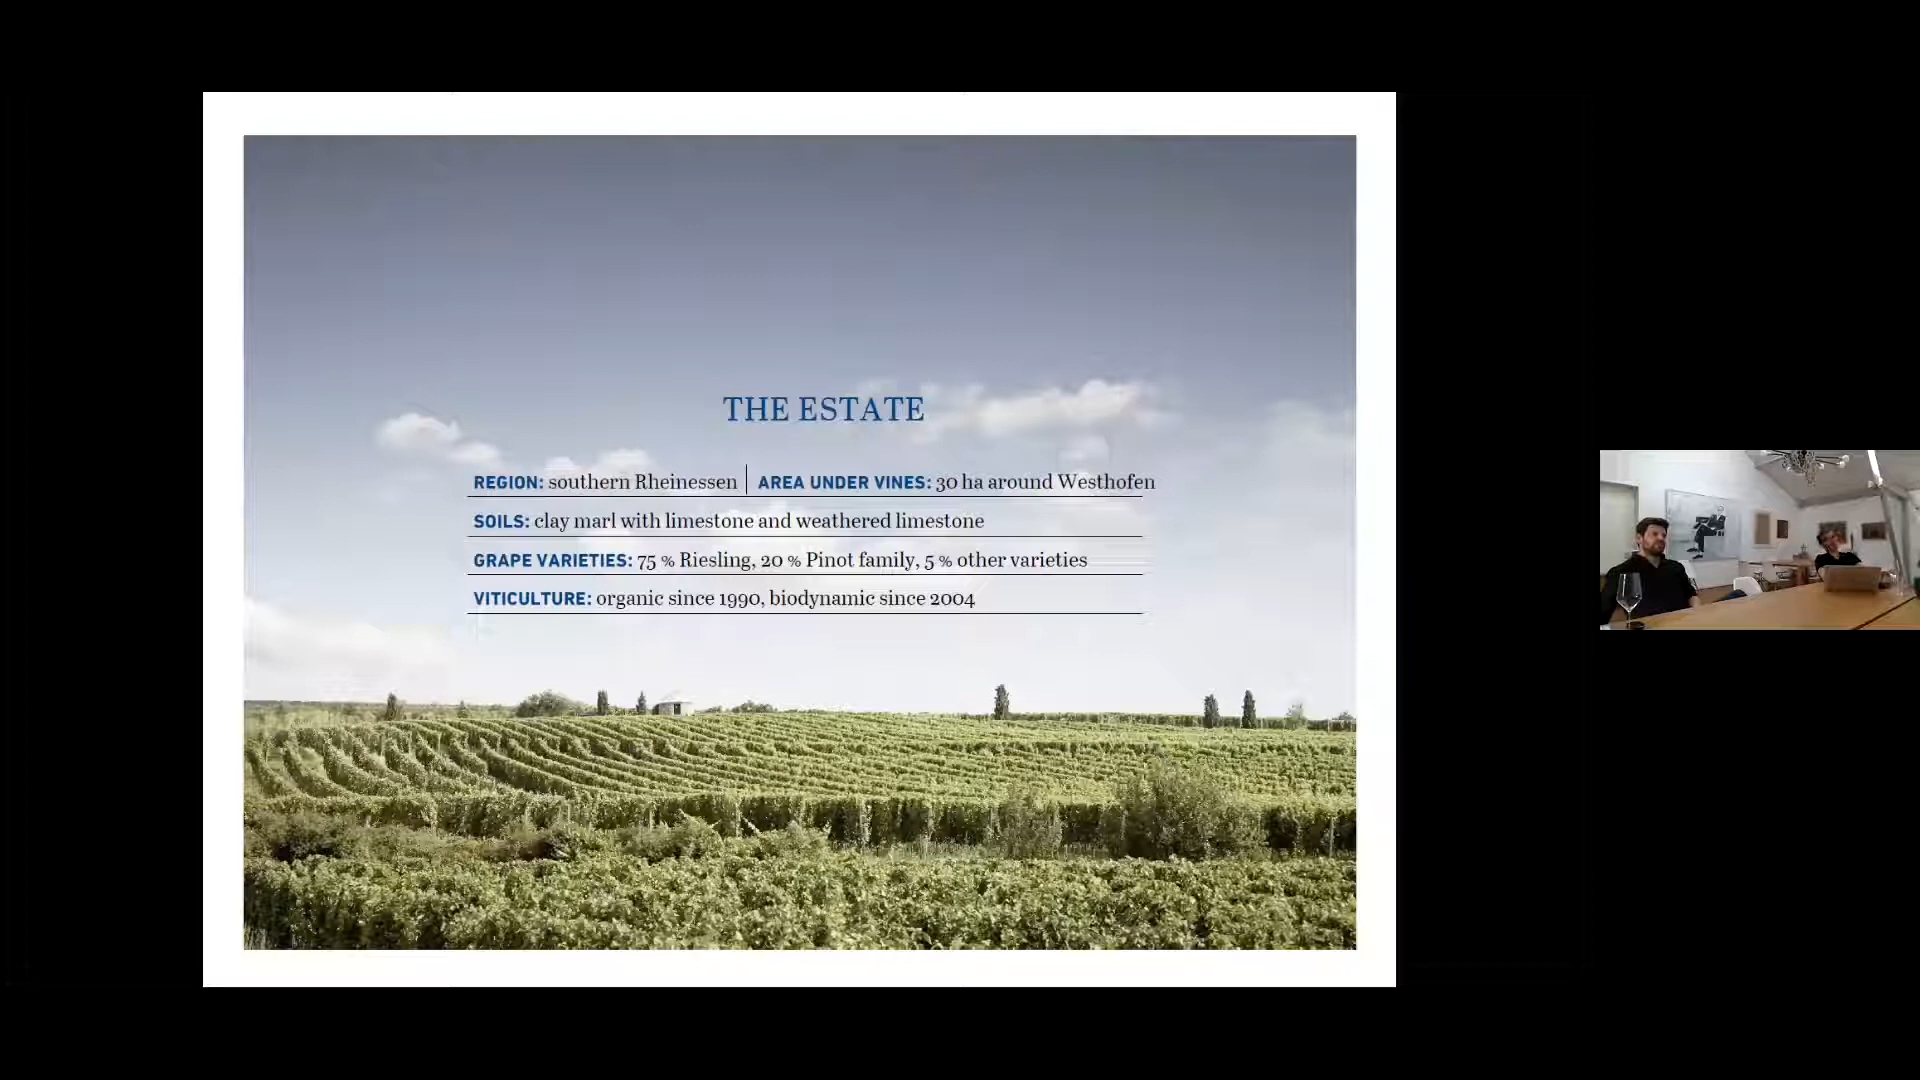 THE ESTATE
REGION: southern Rheinessen | AREA UNDER VINES: 30 ha around Westhofen
SOILS: clay marl with limestone and weathered limestone
GRAPE VARIETIES: 75 % Riesling, 20 % Pinot family, 5 % other varieties
VITICULTURE: organic since 1990, biodynamic since 2004